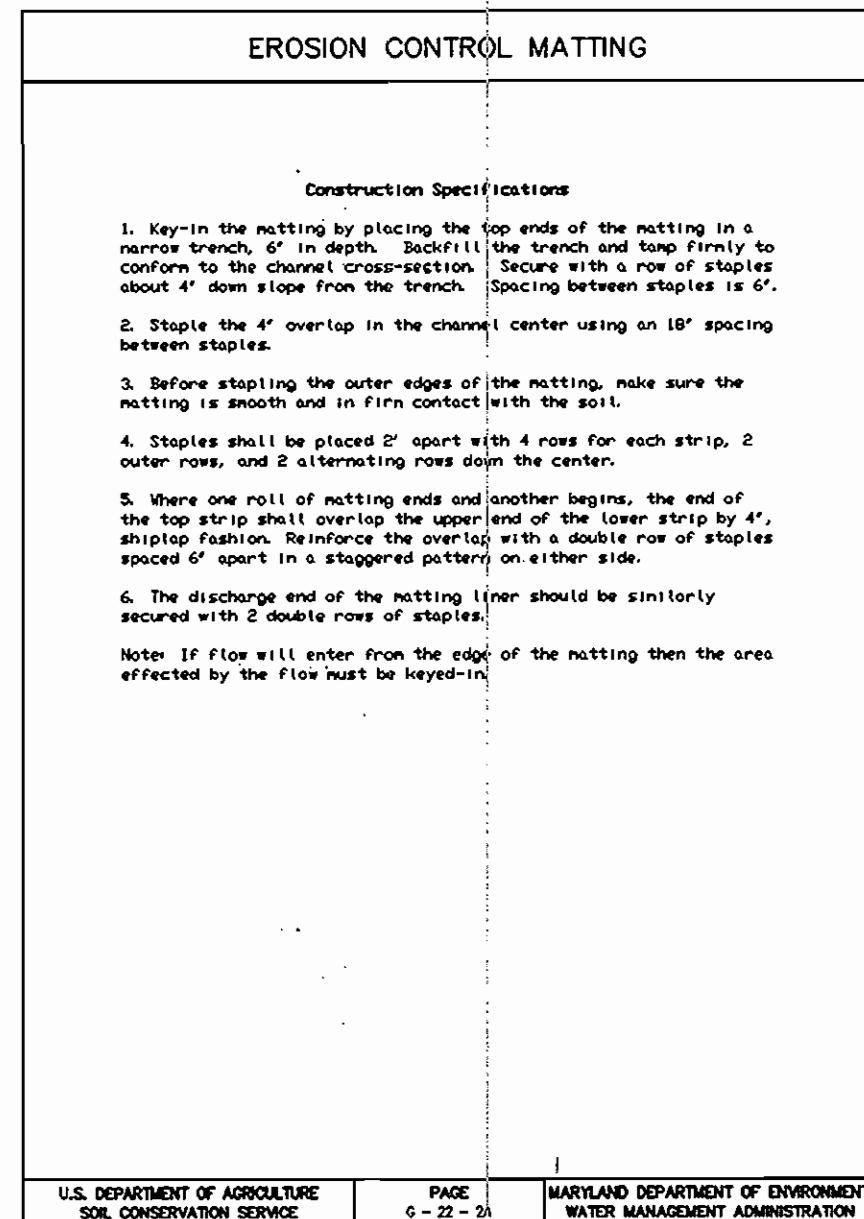 EROSION CONTROL MATTING
Construction Specifications
1. Key-in the matting by placing the top ends of the matting in a
narrow trench, 6" in depth. Backfill the trench and tamp firmly to
conform to the channel cross-section. Secure with a row of staples
about 4" down slope from the trench. Spacing between staples is 6".
2. Staple the 4" overlap in the channel center using an 18" spacing
between staples.
3. Before stapling the outer edges of the matting, make sure the
matting is smooth and in firm contact with the soil.
4. Staples shall be placed 2' apart with 4 rows for each strip, 2
outer rows, and 2 alternating rows down the center.
5. Where one roll of matting ends and another begins, the end of
the top strip shall overlap the upper end of the lower strip by 4",
shiplap fashion. Reinforce the overlap with a double row of staples
spaced 6" apart in a staggered pattern on either side.
6. The discharge end of the matting liner should be similarly
secured with 2 double rows of staples.
Note: If flow will enter from the edge of the matting then the area
effected by the flow must be keyed-in.
U.S. DEPARTMENT OF AGRICULTURE
SOIL CONSERVATION SERVICE
PAGE
G - 22 - 2A
MARYLAND DEPARTMENT OF ENVIRONMENT
WATER MANAGEMENT ADMINISTRATION